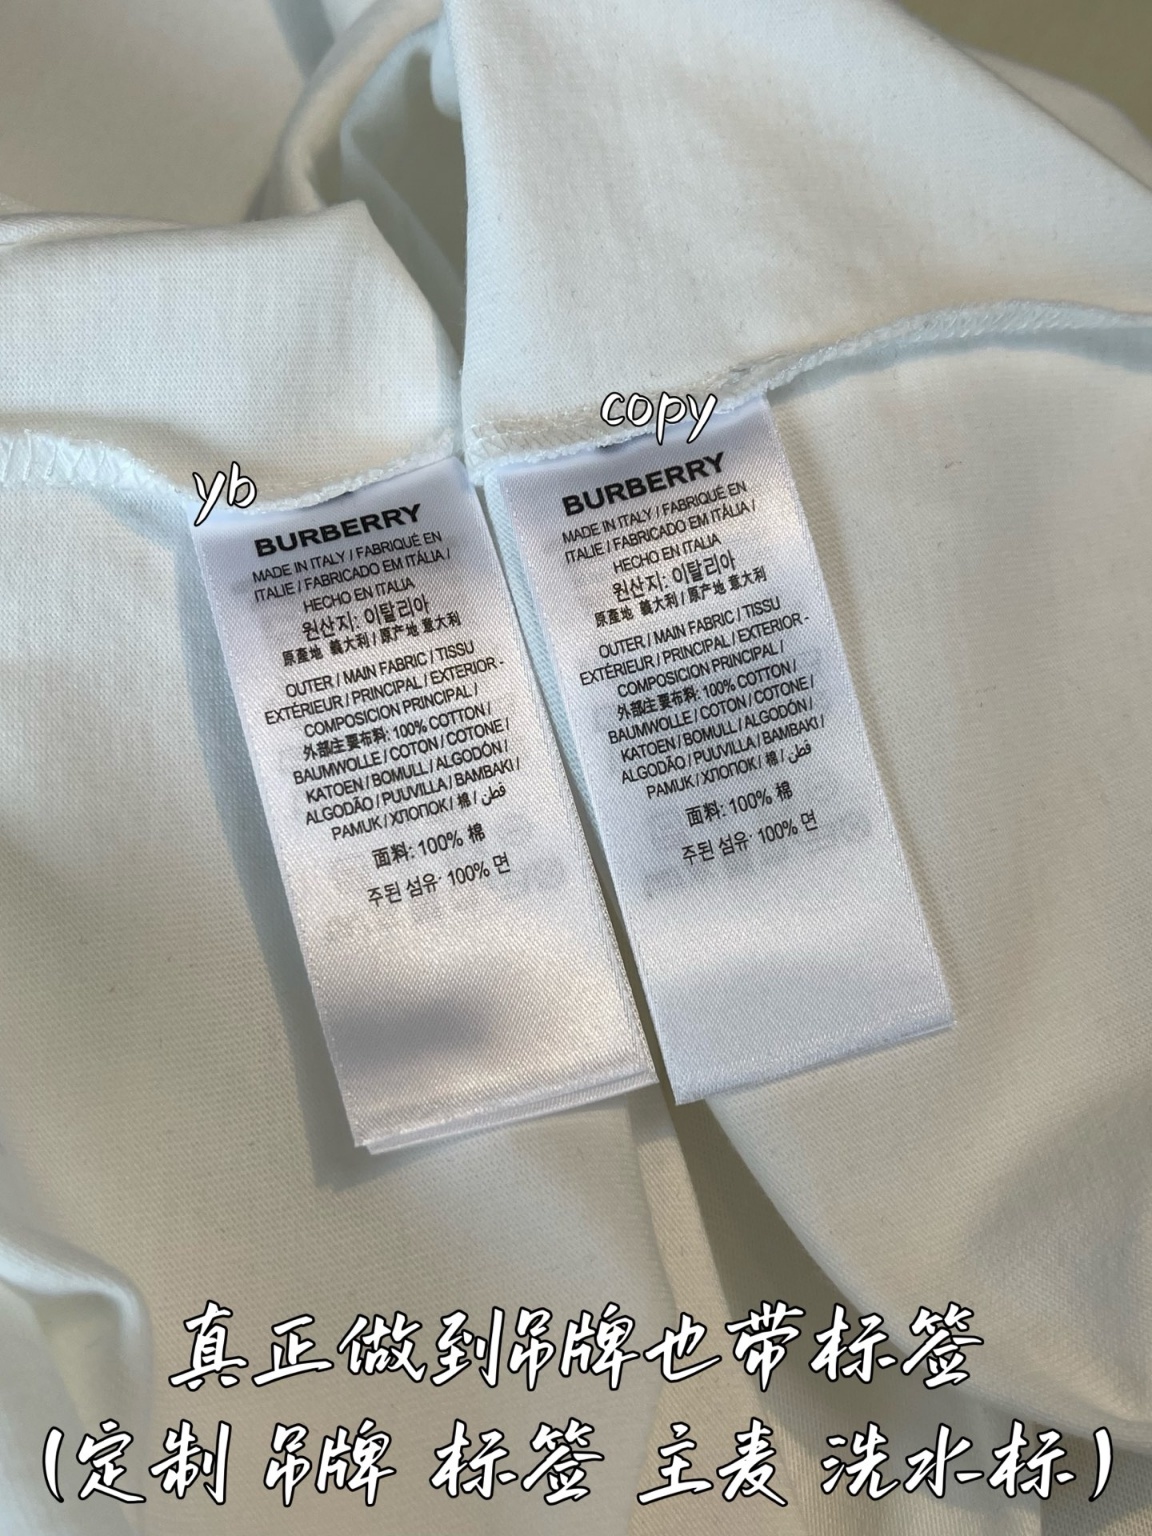 copy
yb
BURBERRY
MADE IN ITALY / FABRIQUÉ EN
ITALIE / FABRICADO EM ITÁLIA /
HECHO EN ITALIA
원산지: 이탈리아
原產地 義大利 / 原产地 意大利
OUTER / MAIN FABRIC / TISSU
EXTÉRIEUR / PRINCIPAL / EXTERIOR -
COMPOSICION PRINCIPAL /
外部主要布料: 100% COTTON /
BAUMWOLLE / COTON / COTONE /
KATOEN / BOMULL / ALGODÓN /
ALGODÃO / PUUVILLA / BAMBAKI /
PAMUK / ХЛОПОК / 棉 / قطن
面料: 100% 棉
주된 섬유: 100% 면
BURBERRY
MADE IN ITALY / FABRIQUÉ EN
ITALIE / FABRICADO EM ITÁLIA /
HECHO EN ITALIA
원산지: 이탈리아
原產地 義大利 / 原产地 意大利
OUTER / MAIN FABRIC / TISSU
EXTÉRIEUR / PRINCIPAL / EXTERIOR -
COMPOSICION PRINCIPAL /
外部主要布料: 100% COTTON /
BAUMWOLLE / COTON / COTONE /
KATOEN / BOMULL / ALGODÓN /
ALGODÃO / PUUVILLA / BAMBAKI /
PAMUK / ХЛОПОК / 棉 / قطن
面料: 100% 棉
주된 섬유: 100% 면
真正做到吊牌也带标签
(定制 吊牌 标签 主麦 洗水标)